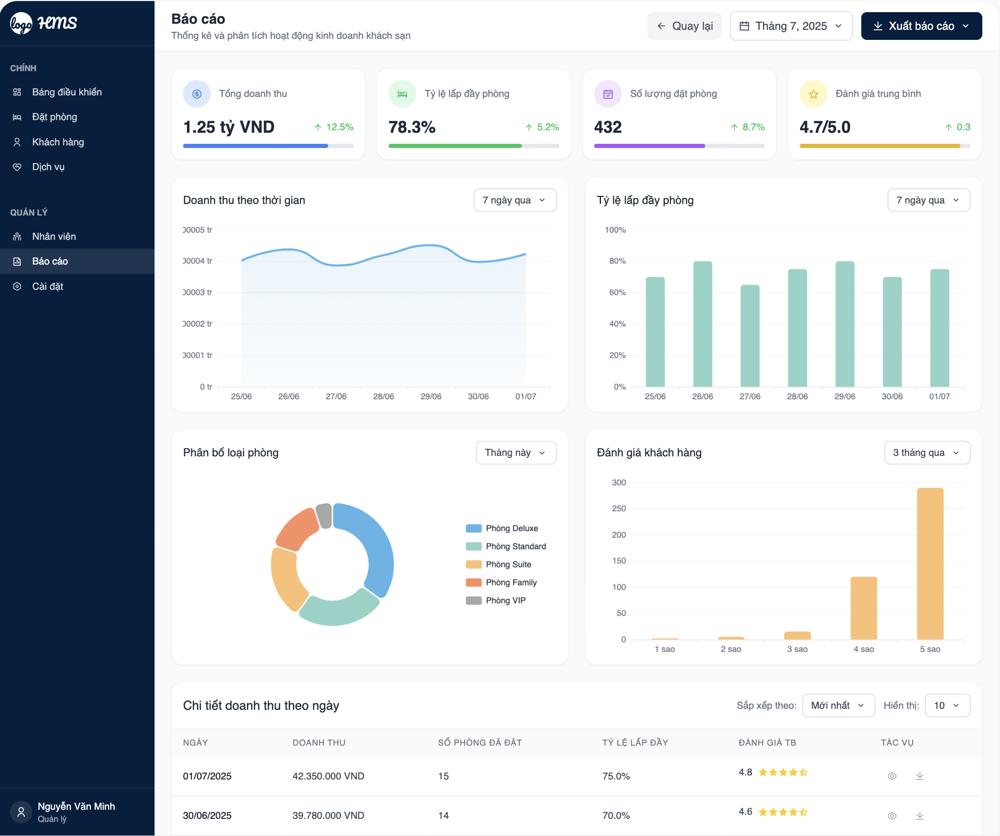 logo HMS
CHÍNH
Bảng điều khiển
Đặt phòng
Khách hàng
Dịch vụ
QUẢN LÝ
Nhân viên
Báo cáo
Cài đặt
Nguyễn Văn Minh
Quản lý
Báo cáo
Thống kê và phân tích hoạt động kinh doanh khách sạn
Quay lại
Tháng 7, 2025
Xuất báo cáo
Tổng doanh thu
1.25 tỷ VND 12.5%
Tỷ lệ lấp đầy phòng
78.3% 5.2%
Số lượng đặt phòng
432 8.7%
Đánh giá trung bình
4.7/5.0 0.3
Doanh thu theo thời gian 7 ngày qua
00005 tr
00004 tr
00003 tr
00002 tr
00001 tr
0 tr
25/06 26/06 27/06 28/06 29/06 30/06 01/07
Tỷ lệ lấp đầy phòng 7 ngày qua
100%
80%
60%
40%
20%
0%
25/06 26/06 27/06 28/06 29/06 30/06 01/07
Phân bổ loại phòng Tháng này
Phòng Deluxe
Phòng Standard
Phòng Suite
Phòng Family
Phòng VIP
Đánh giá khách hàng 3 tháng qua
300
250
200
150
100
50
0
1 sao 2 sao 3 sao 4 sao 5 sao
Chi tiết doanh thu theo ngày Sắp xếp theo: Mới nhất Hiển thị: 10
NGÀY DOANH THU SỐ PHÒNG ĐÃ ĐẶT TỶ LỆ LẤP ĐẦY ĐÁNH GIÁ TB TÁC VỤ
01/07/2025 42.350.000 VND 15 75.0% 4.8
30/06/2025 39.780.000 VND 14 70.0% 4.6